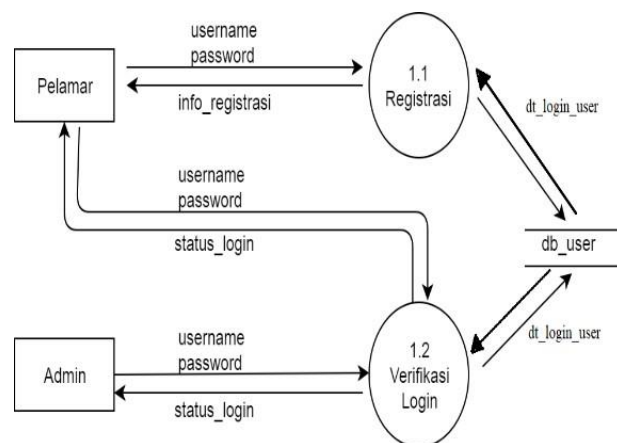 username
password
Pelamar
info_registrasi
1.1
Registrasi
dt_login_user
username
password
status_login
db_user
dt_login_user
username
password
Admin
status_login
1.2
Verifikasi
Login